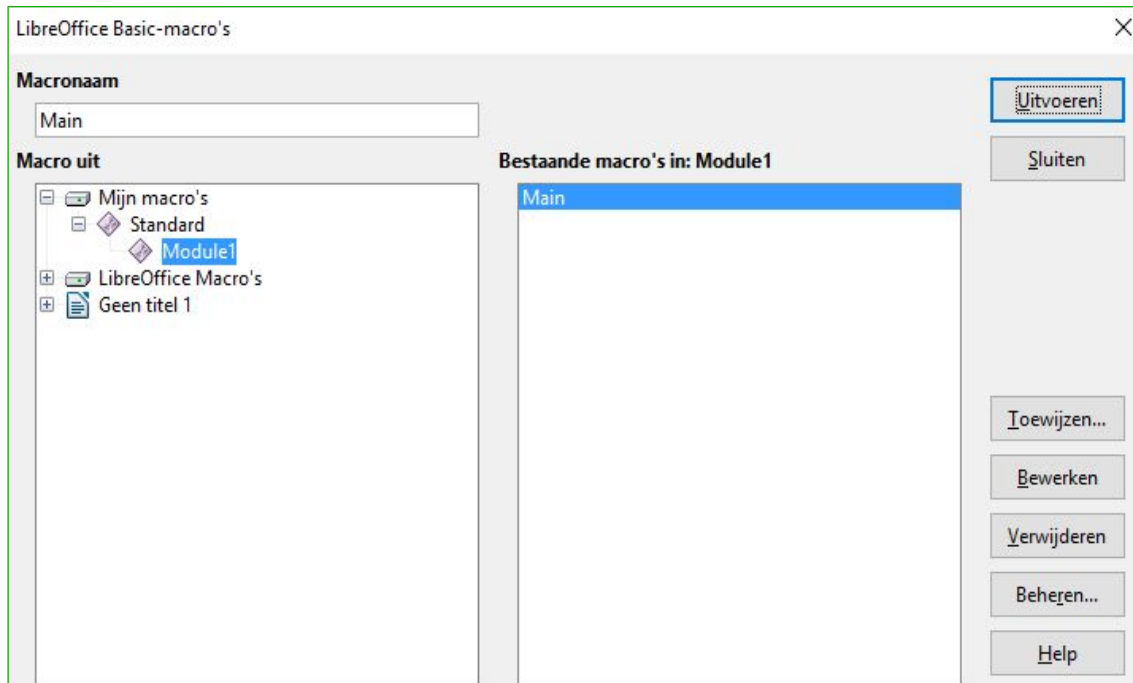 LibreOffice Basic-macro's
Macronaam
Main
Macro uit
Mijn macro's
Standard
Module1
LibreOffice Macro's
Geen titel 1
Bestaande macro's in: Module1
Main
Uitvoeren
Sluiten
Toewijzen...
Bewerken
Verwijderen
Beheren...
Help